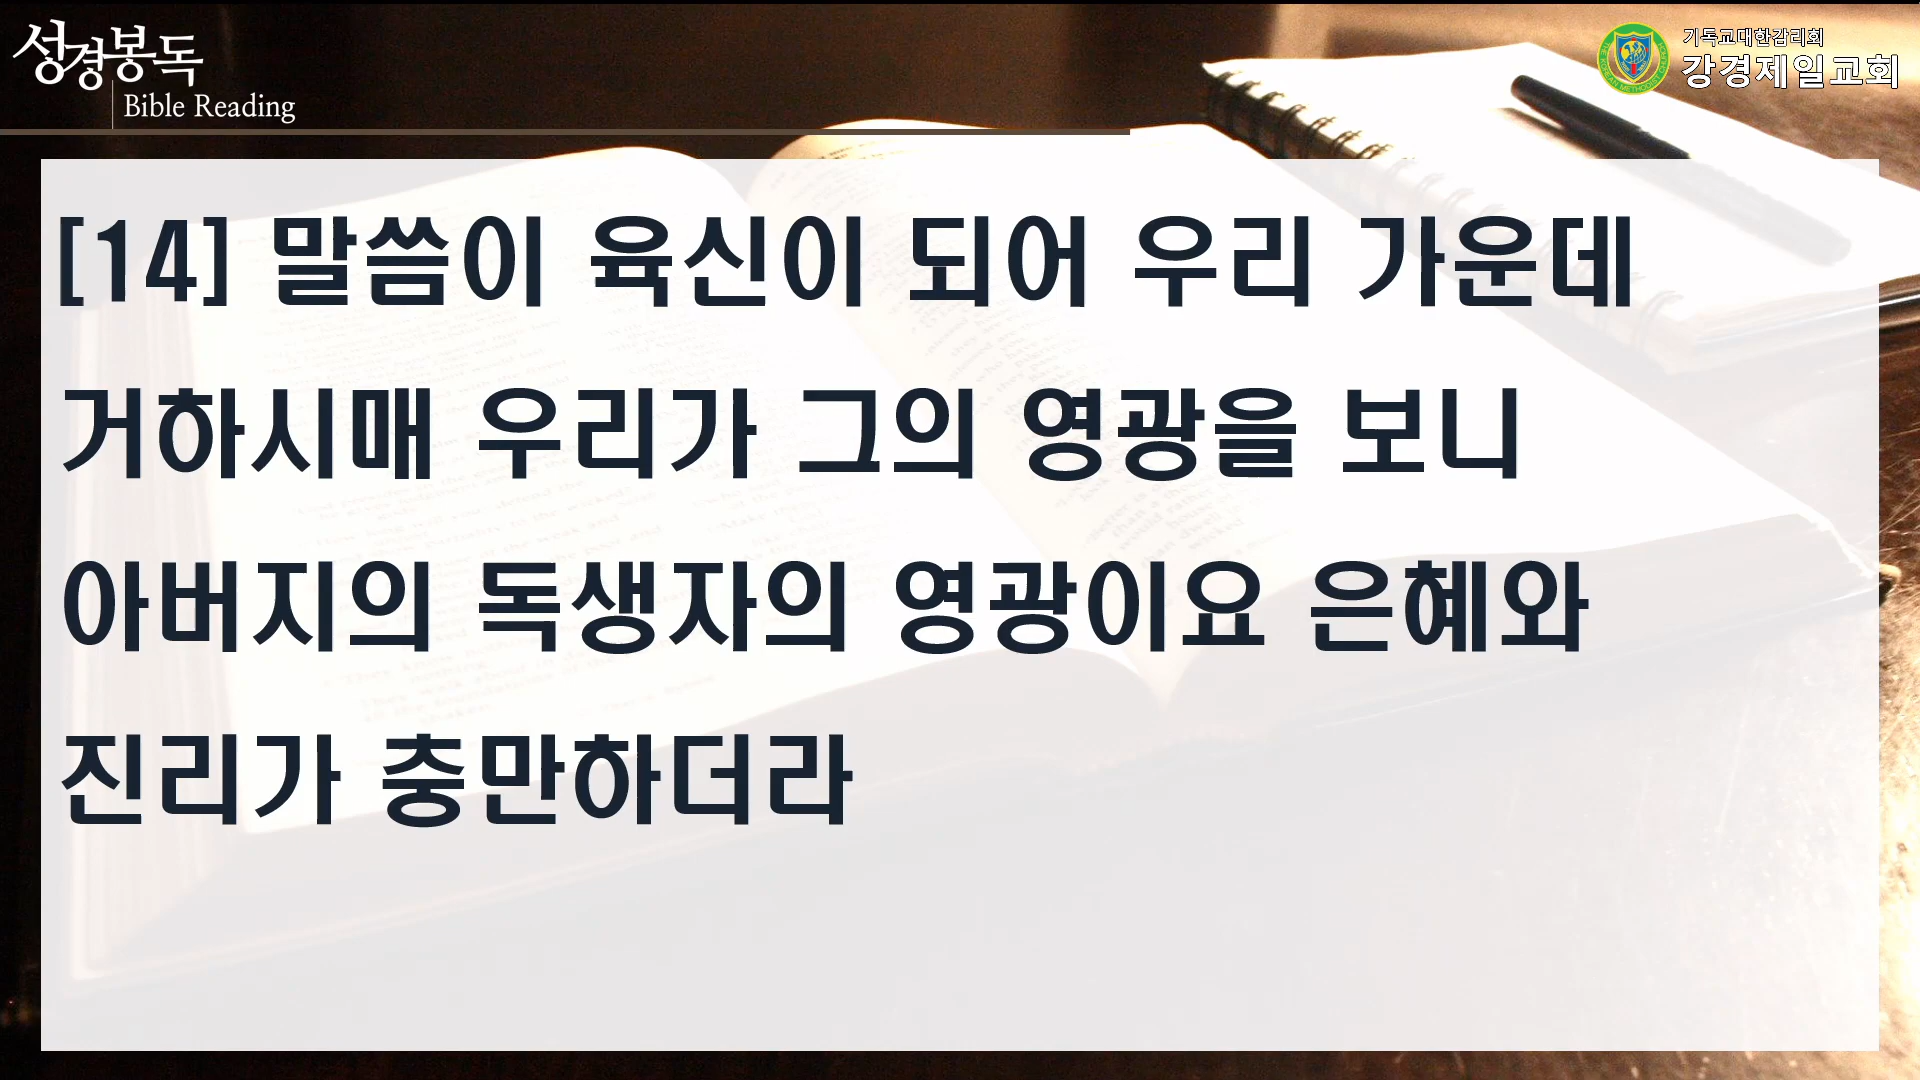 성경봉독
Bible Reading
기독교대한감리회
강경제일교회
[14] 말씀이 육신이 되어 우리 가운데
거하시매 우리가 그의 영광을 보니
아버지의 독생자의 영광이요 은혜와
진리가 충만하더라